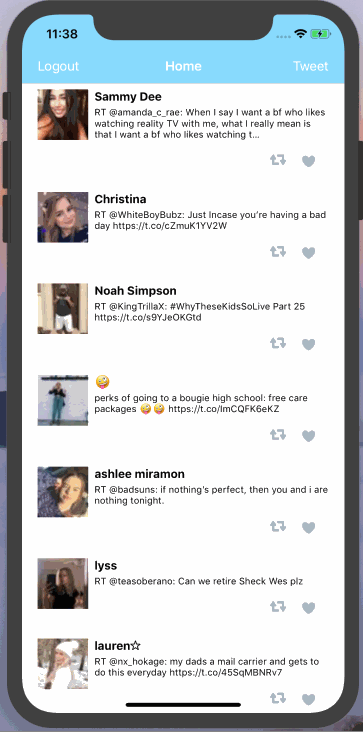 11:38
Logout Home Tweet
Sammy Dee
RT @amanda_c_rae: When I say I want a bf who likes
watching reality TV with me, what I really mean is
that I want a bf who likes watching t…
Christina
RT @WhiteBoyBubz: Just Incase you're having a bad
day https://t.co/cZmuK1YV2W
Noah Simpson
RT @KingTrillaX: #WhyTheseKidsSoLive Part 25
https://t.co/s9YJeOKGtd
🤪
perks of going to a bougie high school: free care
packages 🤪🤪 https://t.co/ImCQFK6eKZ
ashlee miramon
RT @badsuns: if nothing's perfect, then you and i are
nothing tonight.
lyss
RT @teasoberano: Can we retire Sheck Wes plz
lauren☆
RT @nx_hokage: my dads a mail carrier and gets to
do this everyday https://t.co/45SqMBNRv7